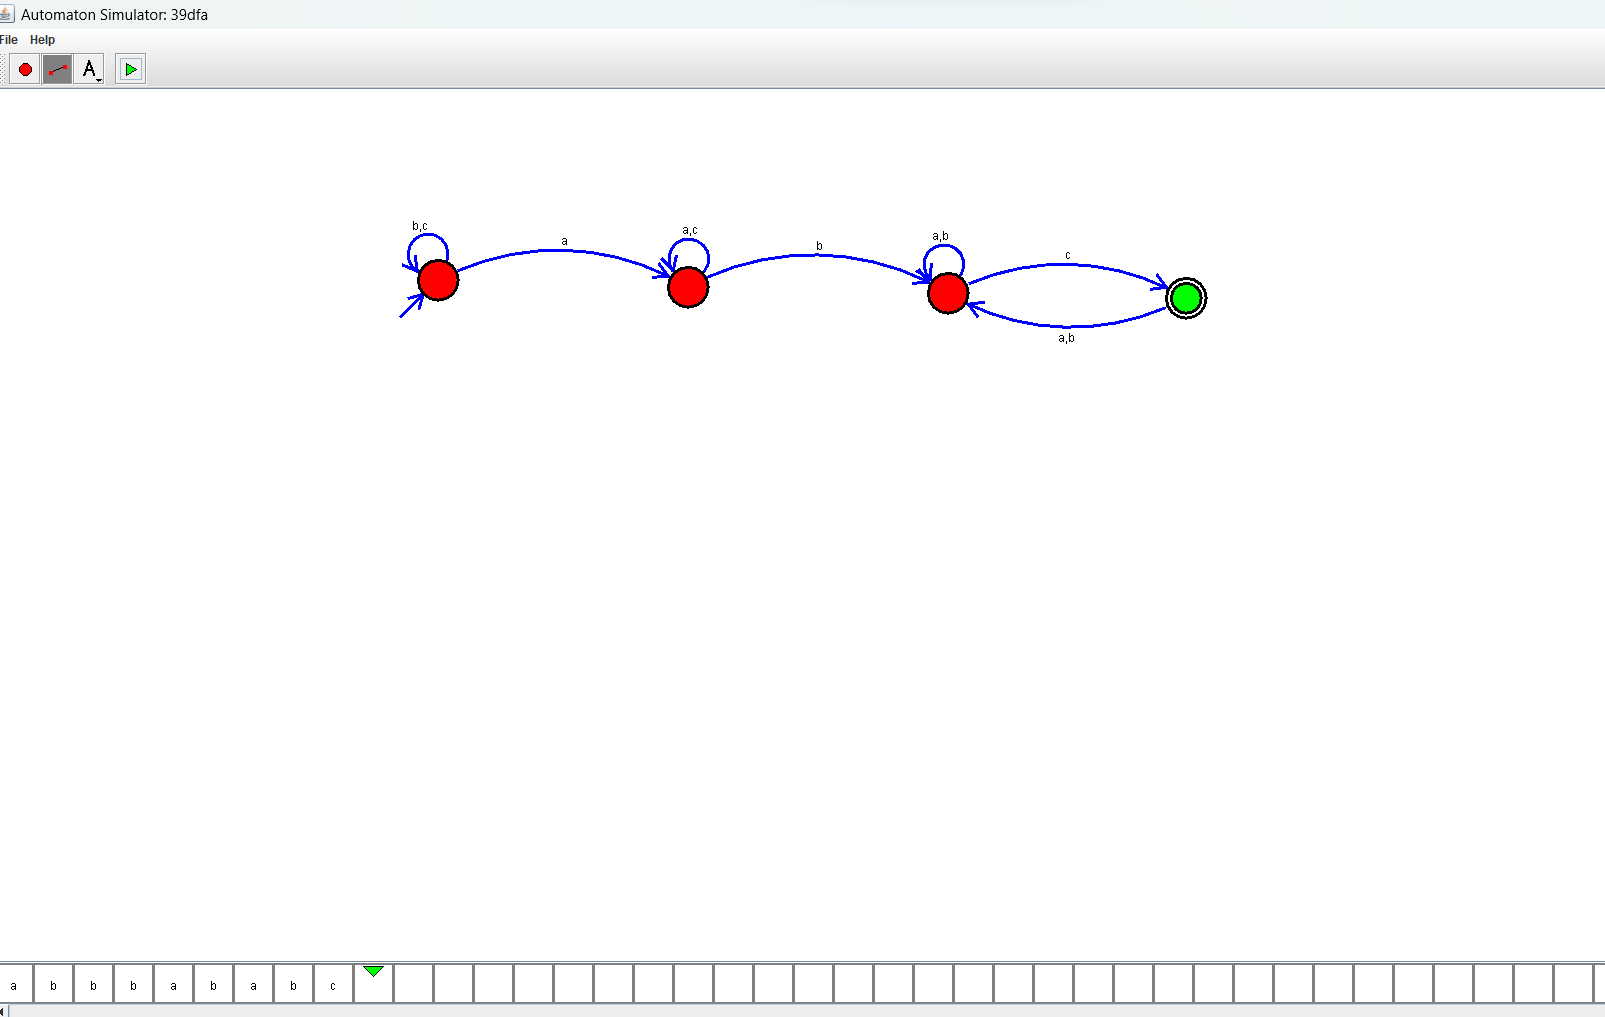 Automaton Simulator: 39dfa
File Help
A
b,c
a
a,c
b
a,b
c
a,b
a b b b a b a b c